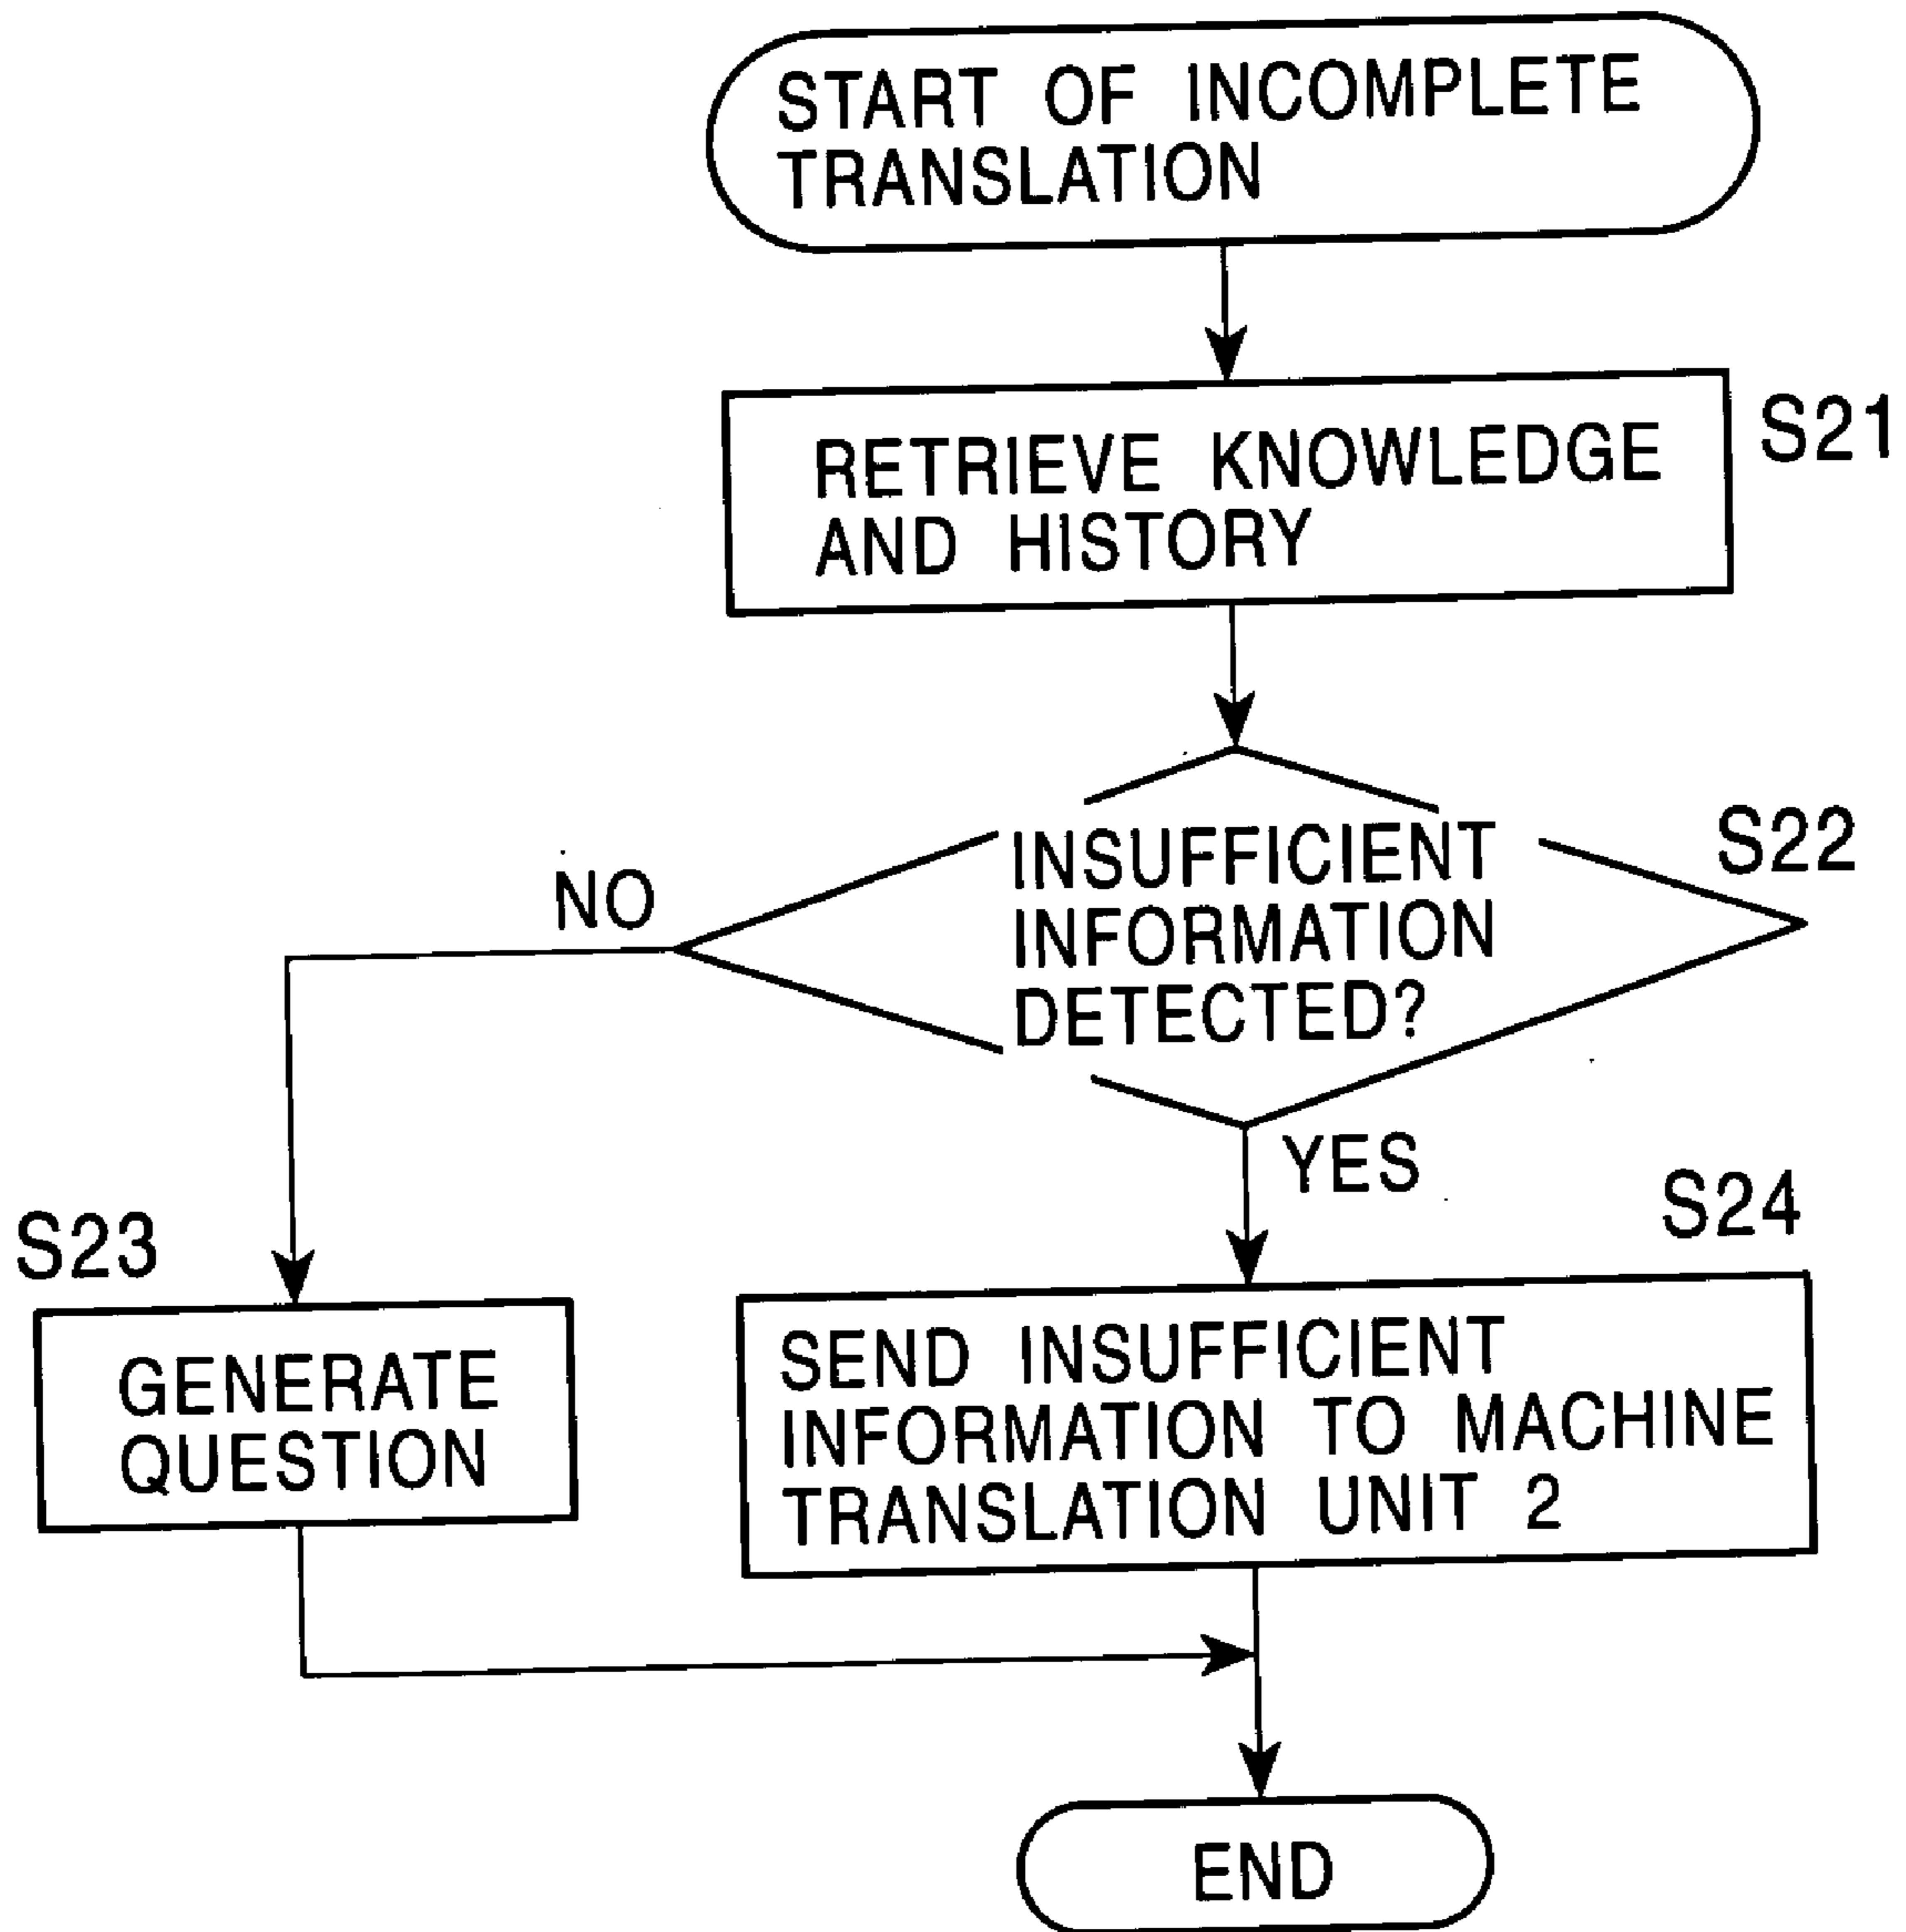 START OF INCOMPLETE
TRANSLATION
RETRIEVE KNOWLEDGE
AND HISTORY
S21
INSUFFICIENT
INFORMATION
DETECTED?
S22
NO
YES
S23
GENERATE
QUESTION
S24
SEND INSUFFICIENT
INFORMATION TO MACHINE
TRANSLATION UNIT 2
END